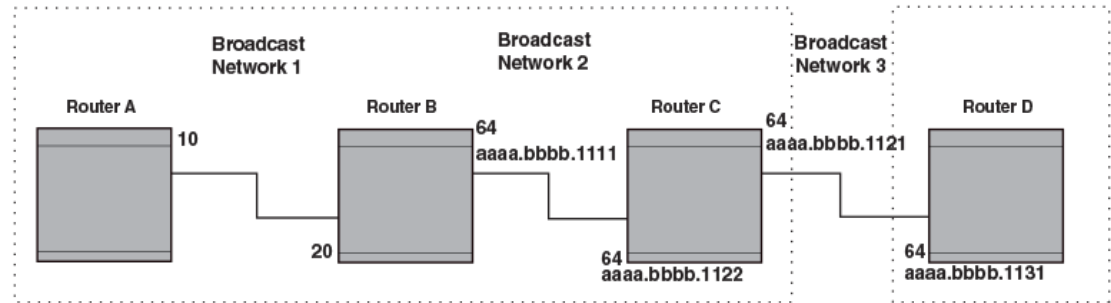 Broadcast
Network 1
Broadcast
Network 2
Broadcast
Network 3
Router A
Router B
Router C
Router D
10
64
aaaa.bbbb.1111
64
aaaa.bbbb.1121
20
64
aaaa.bbbb.1122
64
aaaa.bbbb.1131